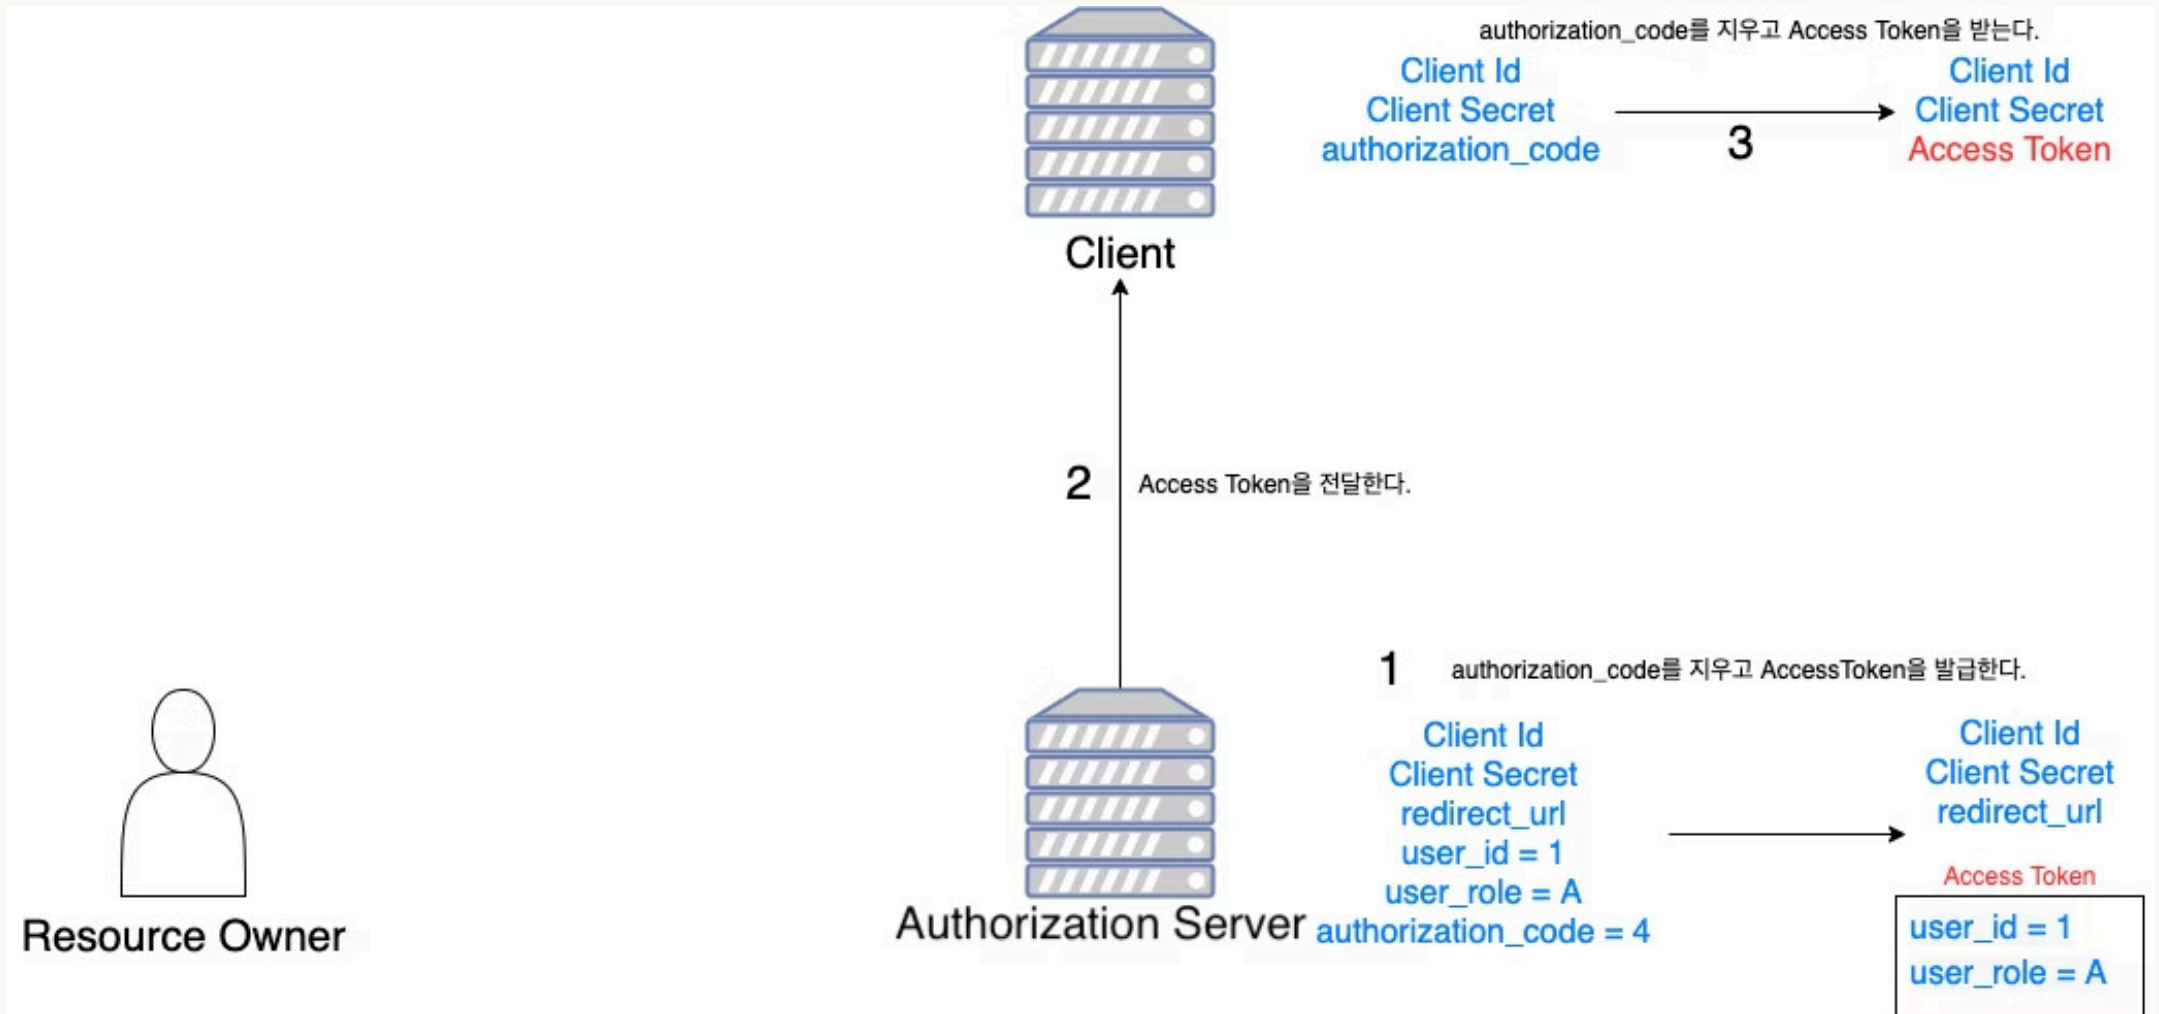 authorization_code를 지우고 Access Token을 받는다.
Client Id
Client Secret
authorization_code
3
Client Id
Client Secret
Access Token
Client
2
Access Token을 전달한다.
1
authorization_code를 지우고 AccessToken을 발급한다.
Client Id
Client Secret
redirect_url
user_id = 1
user_role = A
authorization_code = 4
Client Id
Client Secret
redirect_url
Access Token
user_id = 1
user_role = A
Authorization Server
Resource Owner